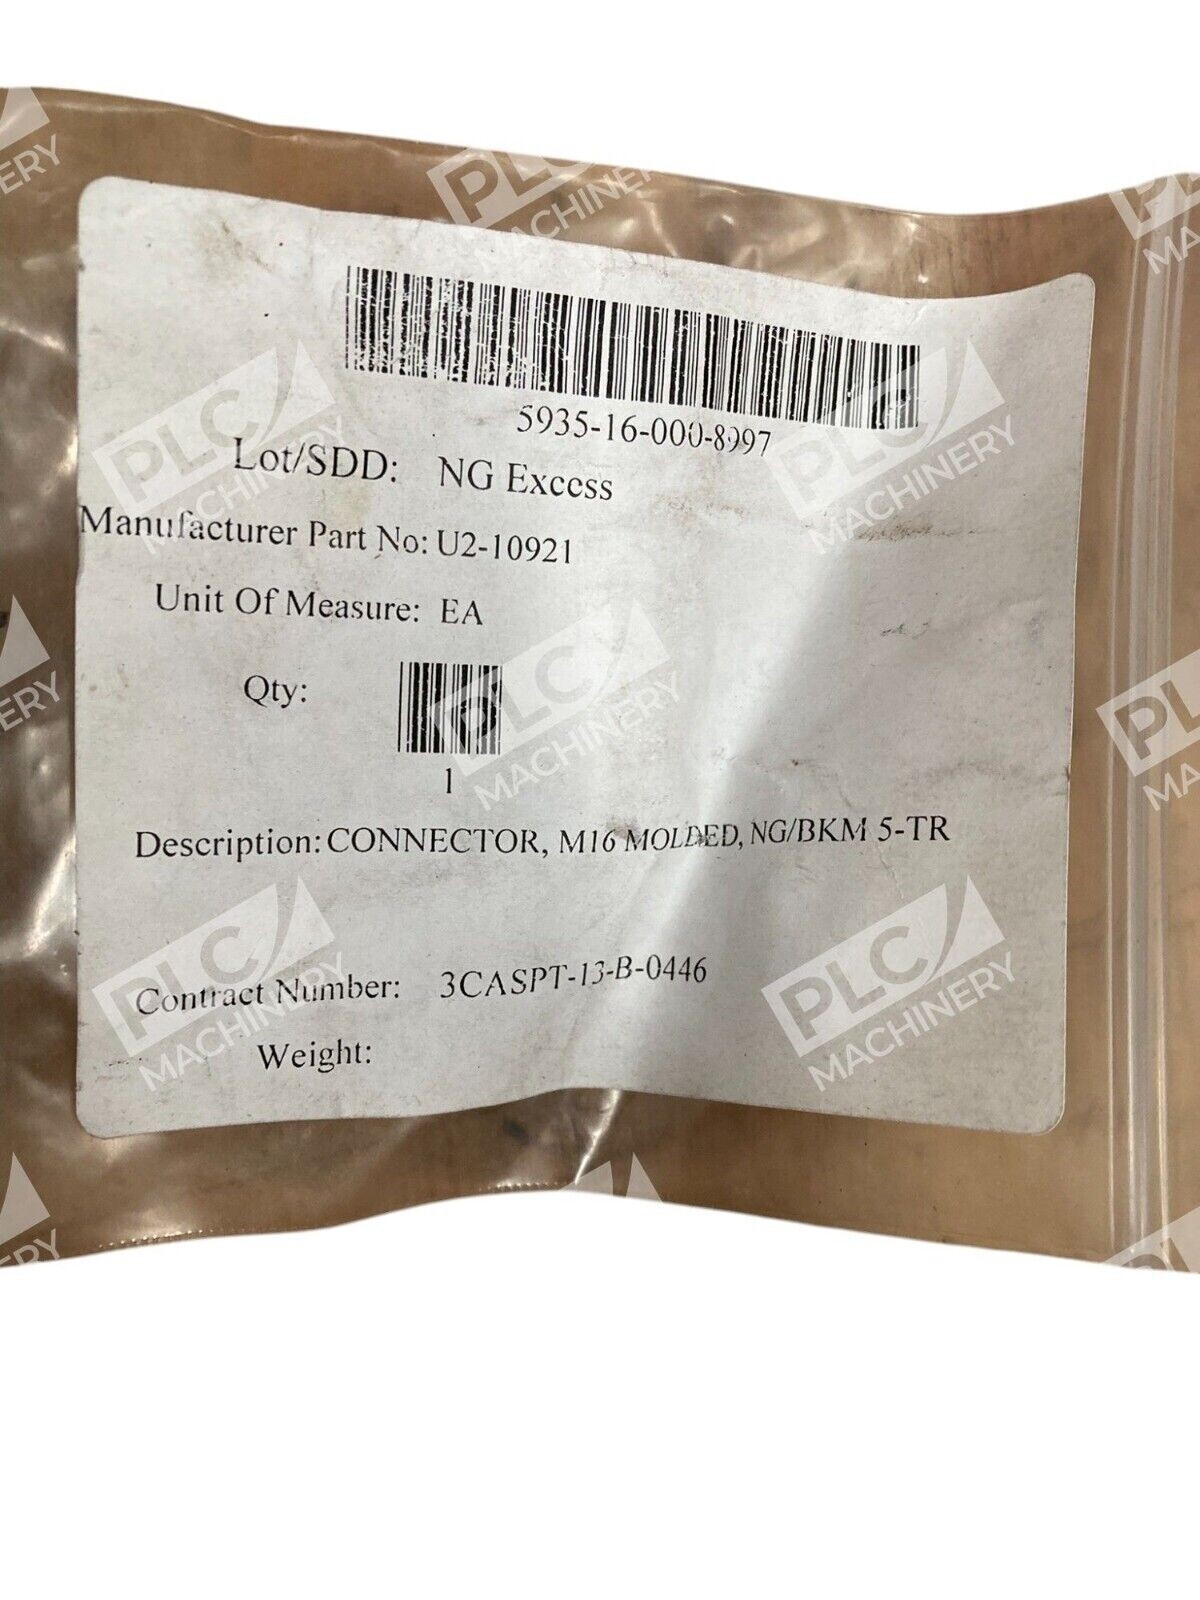 5935-16-000-8997
Lot/SDD: NG Excess
Manufacturer Part No: U2-10921
Unit Of Measure: EA
Qty:
1
Description: CONNECTOR, M16 MOLDED, NG/BKM 5-TR
Contract Number: 3CASPT-13-B-0446
Weight:
PLC MACHINERY